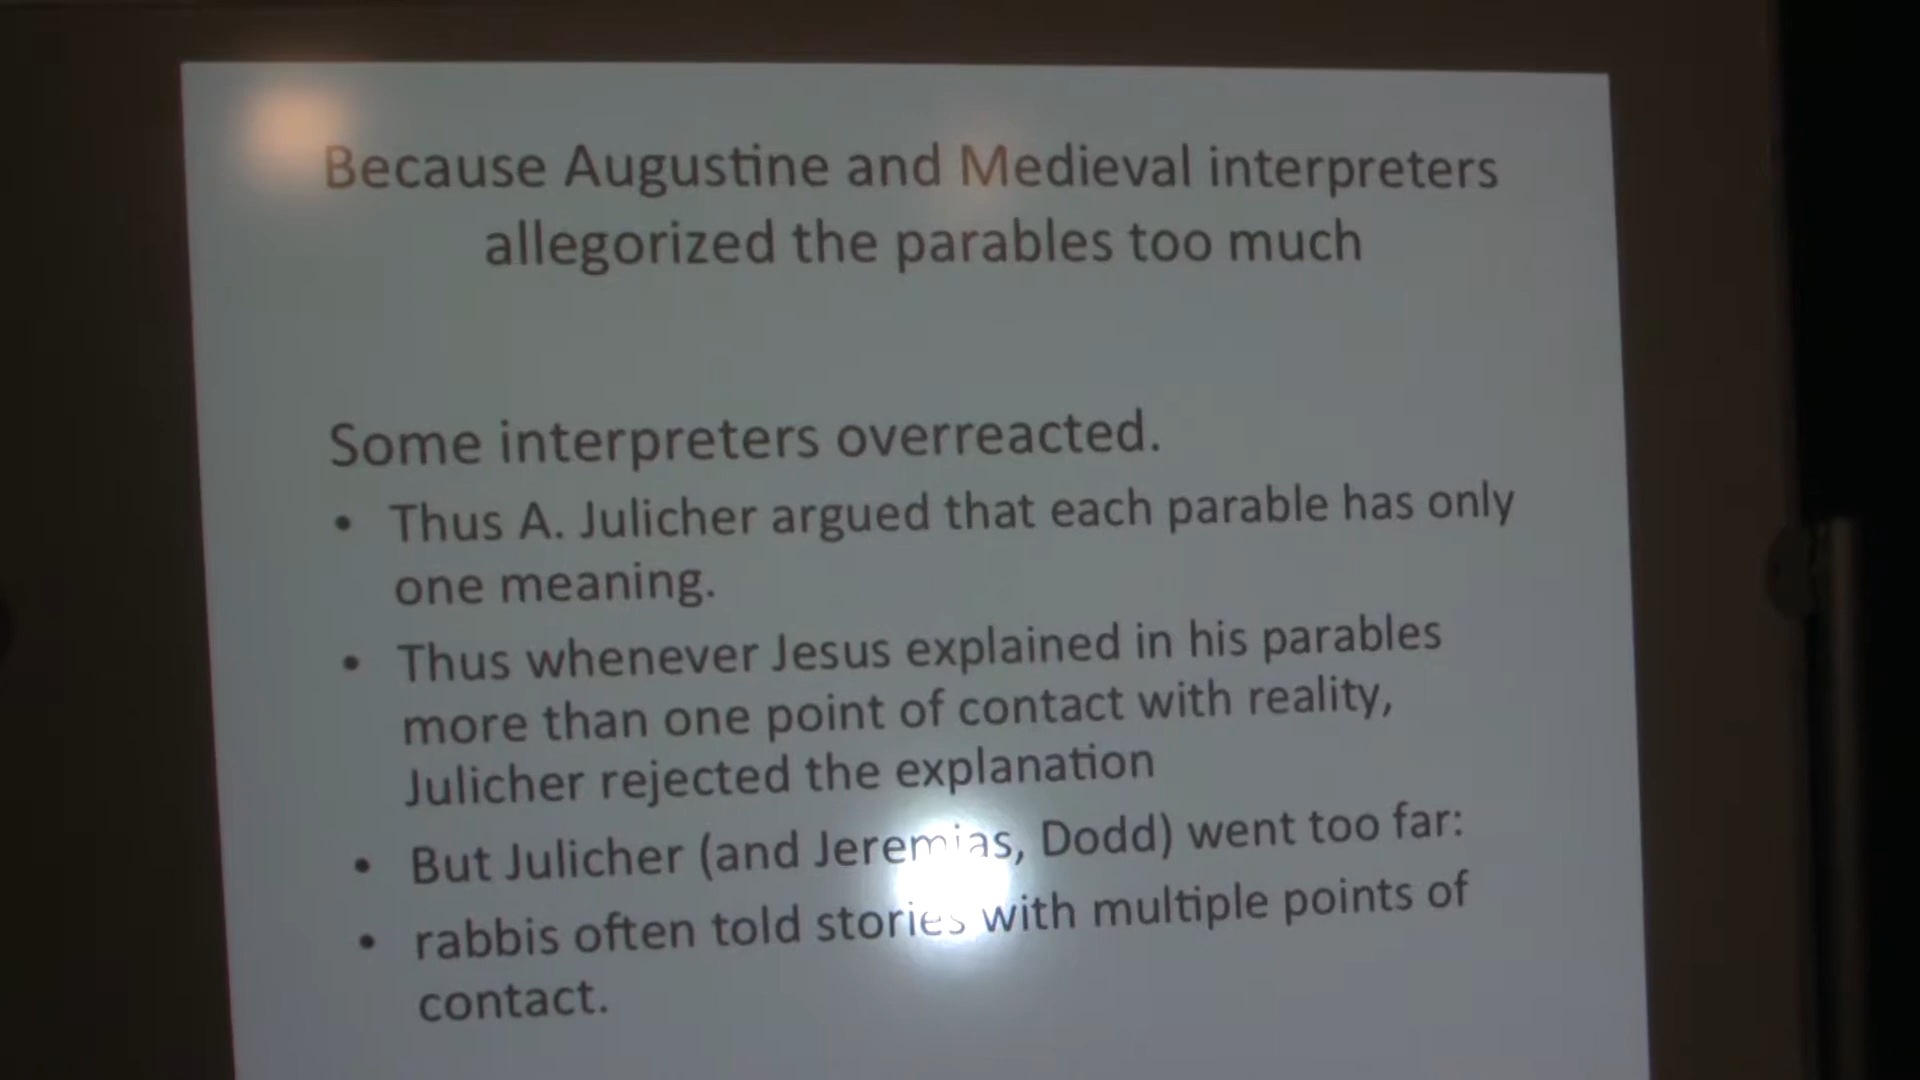 Because Augustine and Medieval interpreters
allegorized the parables too much
Some interpreters overreacted.
• Thus A. Julicher argued that each parable has only
one meaning.
• Thus whenever Jesus explained in his parables
more than one point of contact with reality,
Julicher rejected the explanation
• But Julicher (and Jeremias, Dodd) went too far:
• rabbis often told stories with multiple points of
contact.